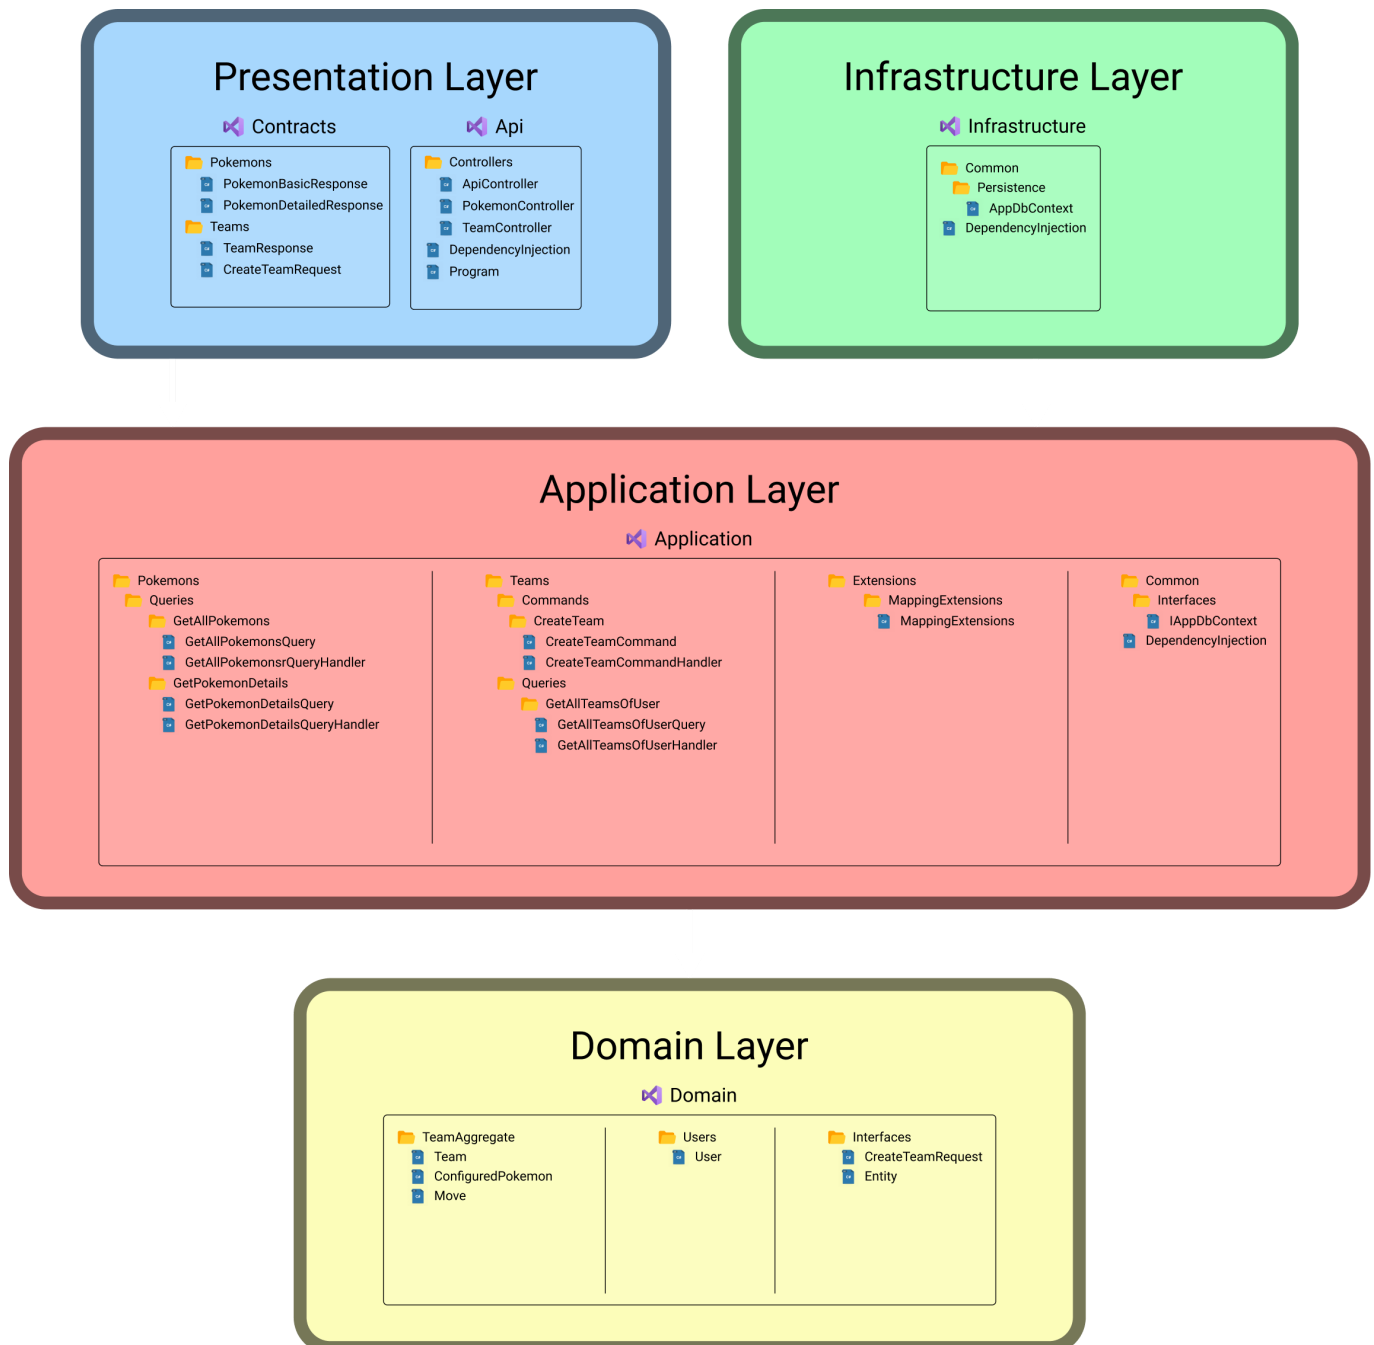 Presentation Layer
Contracts
Pokemons
PokemonBasicResponse
PokemonDetailedResponse
Teams
TeamResponse
CreateTeamRequest
Api
Controllers
ApiController
PokemonController
TeamController
DependencyInjection
Program
Infrastructure Layer
Infrastructure
Common
Persistence
AppDbContext
DependencyInjection
Application Layer
Application
Pokemons
Queries
GetAllPokemons
GetAllPokemonsQuery
GetAllPokemonsrQueryHandler
GetPokemonDetails
GetPokemonDetailsQuery
GetPokemonDetailsQueryHandler
Teams
Commands
CreateTeam
CreateTeamCommand
CreateTeamCommandHandler
Queries
GetAllTeamsOfUser
GetAllTeamsOfUserQuery
GetAllTeamsOfUserHandler
Extensions
MappingExtensions
MappingExtensions
Common
Interfaces
IAppDbContext
DependencyInjection
Domain Layer
Domain
TeamAggregate
Team
ConfiguredPokemon
Move
Users
User
Interfaces
CreateTeamRequest
Entity